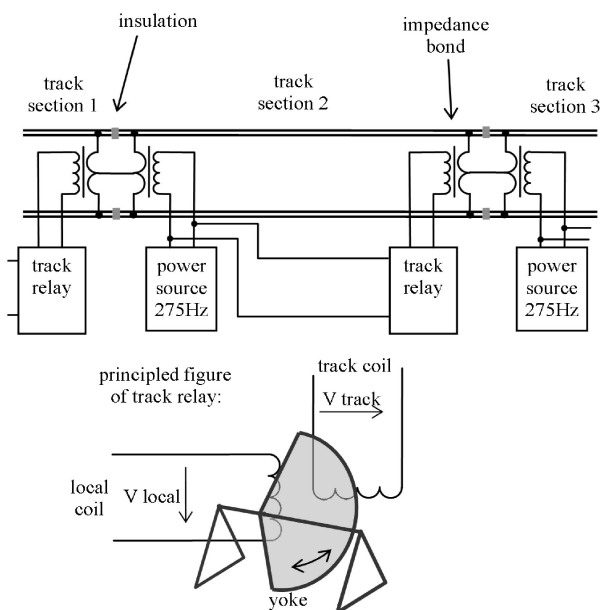 insulation
impedance
bond
track
section 1
track
section 2
track
section 3
track
relay
power
source
275Hz
track
relay
power
source
275Hz
principled figure
of track relay:
track coil
V track
local
coil
V local
yoke